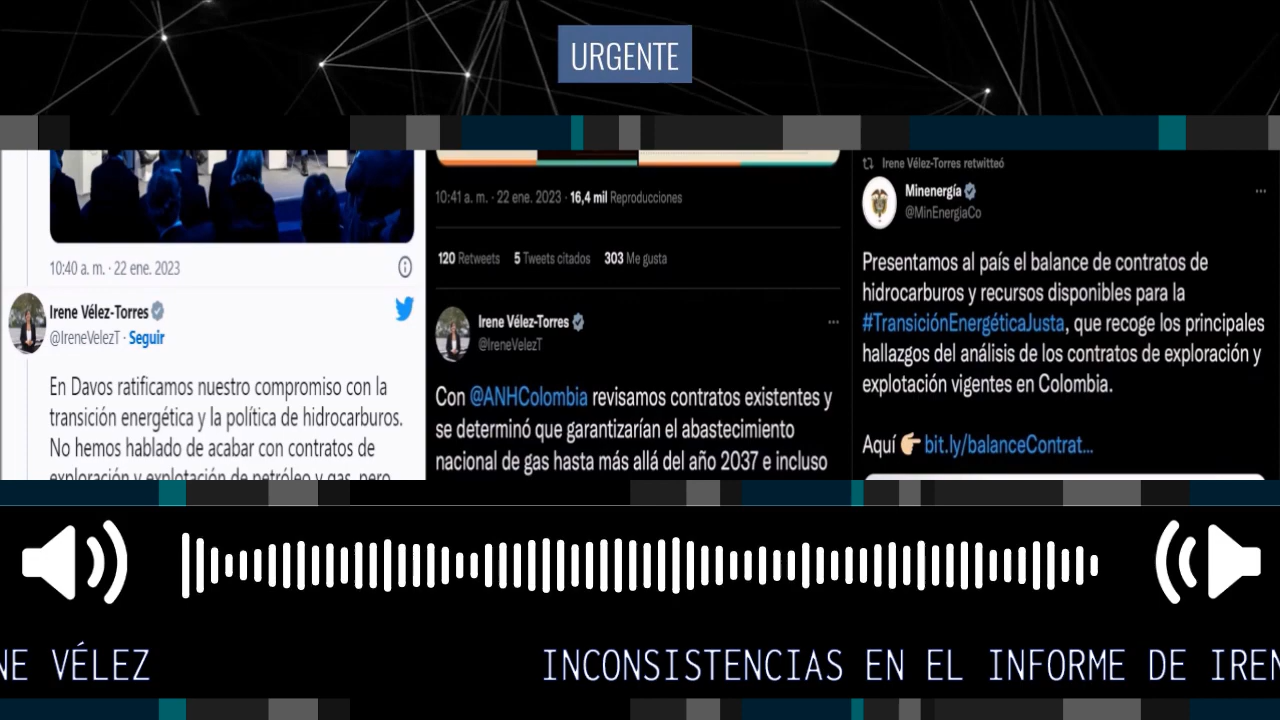 URGENTE
10:40 a. m. · 22 ene. 2023
Irene Vélez-Torres
@IreneVelezT · Seguir
En Davos ratificamos nuestro compromiso con la
transición energética y la política de hidrocarburos.
No hemos hablado de acabar con contratos de
exploración y explotación de petróleo y gas, pero
10:41 a. m. · 22 ene. 2023 · 16,4 mil Reproducciones
120 Retweets 5 Tweets citados 303 Me gusta
Irene Vélez-Torres
@IreneVelezT
Con @ANHColombia revisamos contratos existentes y
se determinó que garantizarían el abastecimiento
nacional de gas hasta más allá del año 2037 e incluso
Irene Vélez-Torres retwitteó
Minenergía
@MinEnergiaCo
Presentamos al país el balance de contratos de
hidrocarburos y recursos disponibles para la
#TransiciónEnergéticaJusta, que recoge los principales
hallazgos del análisis de los contratos de exploración y
explotación vigentes en Colombia.
Aquí 👉 bit.ly/balanceContrat...
NE VÉLEZ INCONSISTENCIAS EN EL INFORME DE IREN